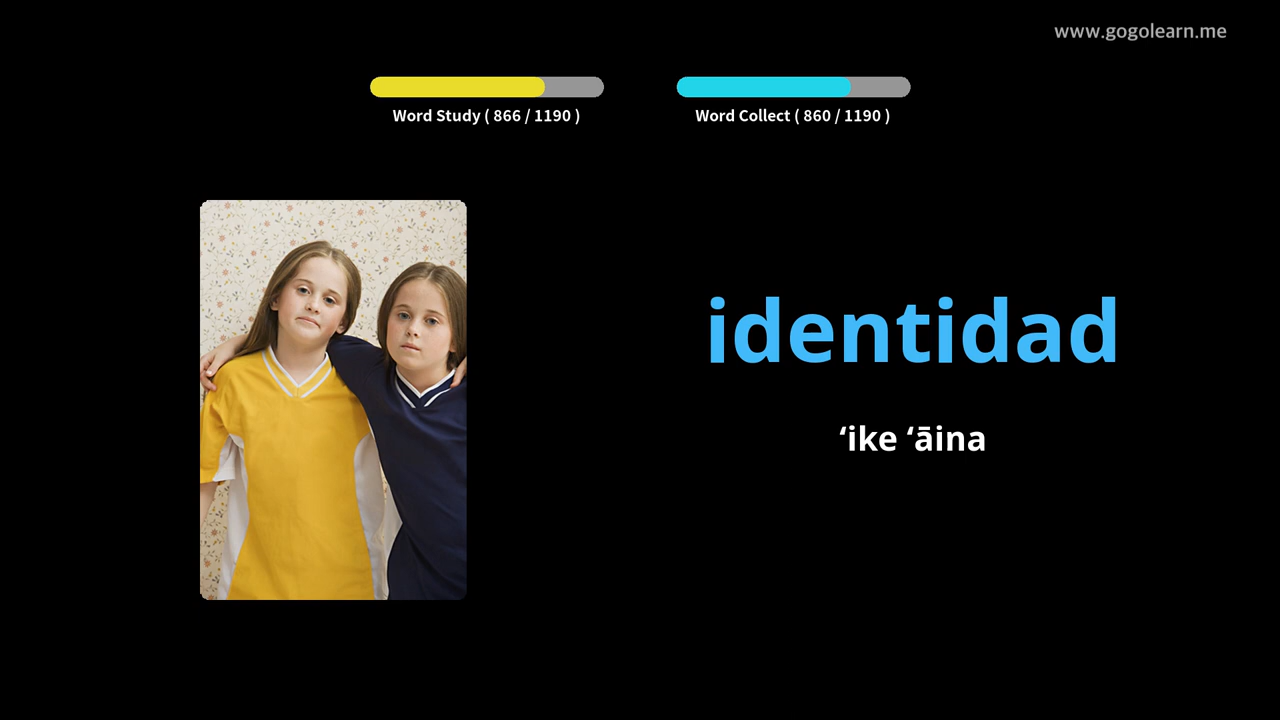 www.gogolearn.me
Word Study ( 866 / 1190 )
Word Collect ( 860 / 1190 )
identidad
ʻike ʻāina